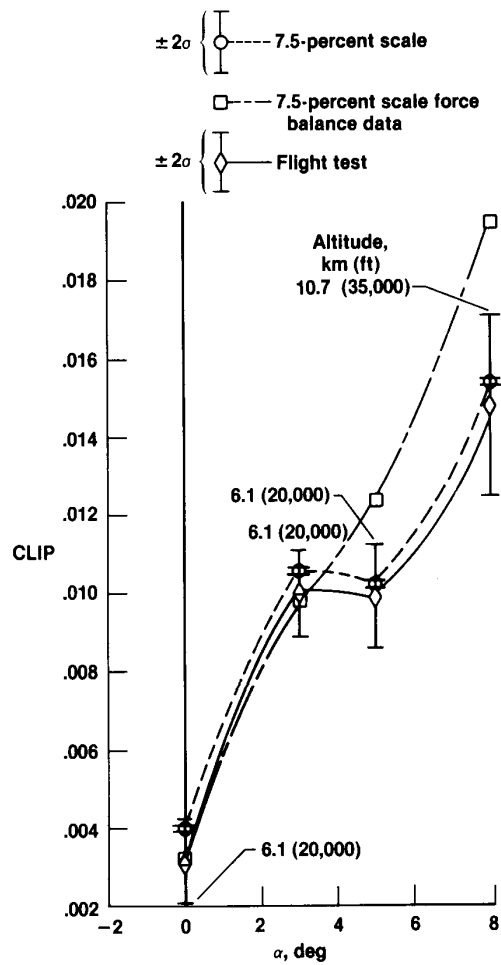 ± 2σ
7.5-percent scale
7.5-percent scale force
balance data
± 2σ
Flight test
.020
.018
.016
.014
.012
.010
.008
.006
.004
.002
CLIP
Altitude,
km (ft)
10.7 (35,000)
6.1 (20,000)
6.1 (20,000)
6.1 (20,000)
−2
0
2
4
6
8
α, deg